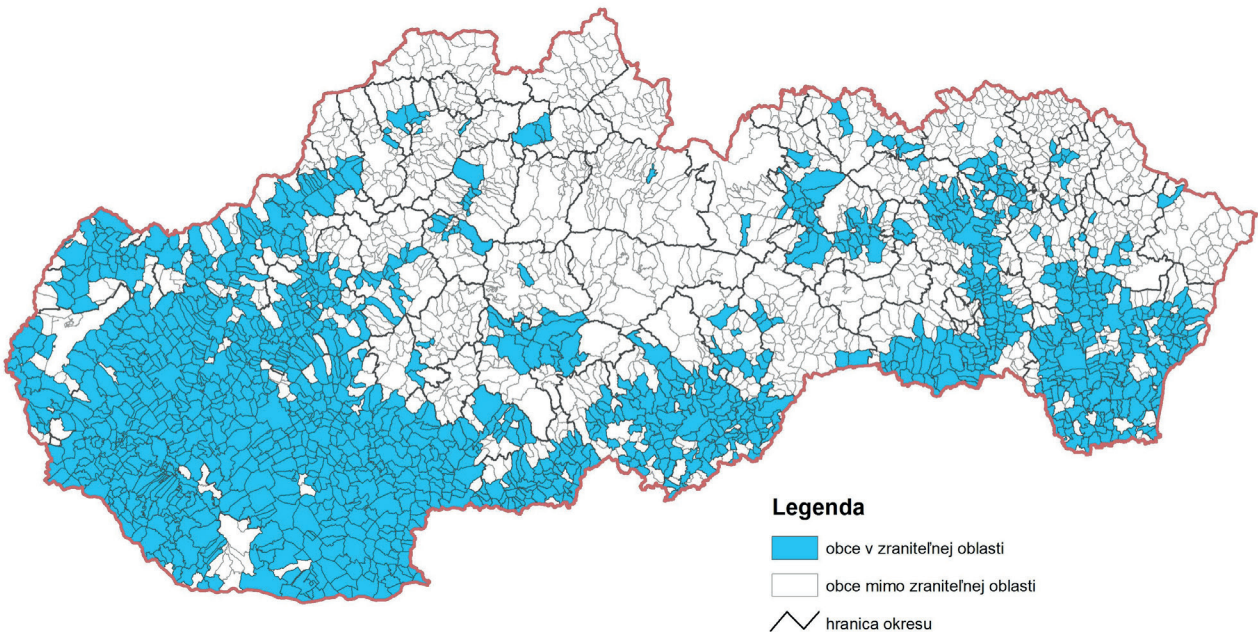 Legenda
obce v zraniteľnej oblasti
obce mimo zraniteľnej oblasti
hranica okresu